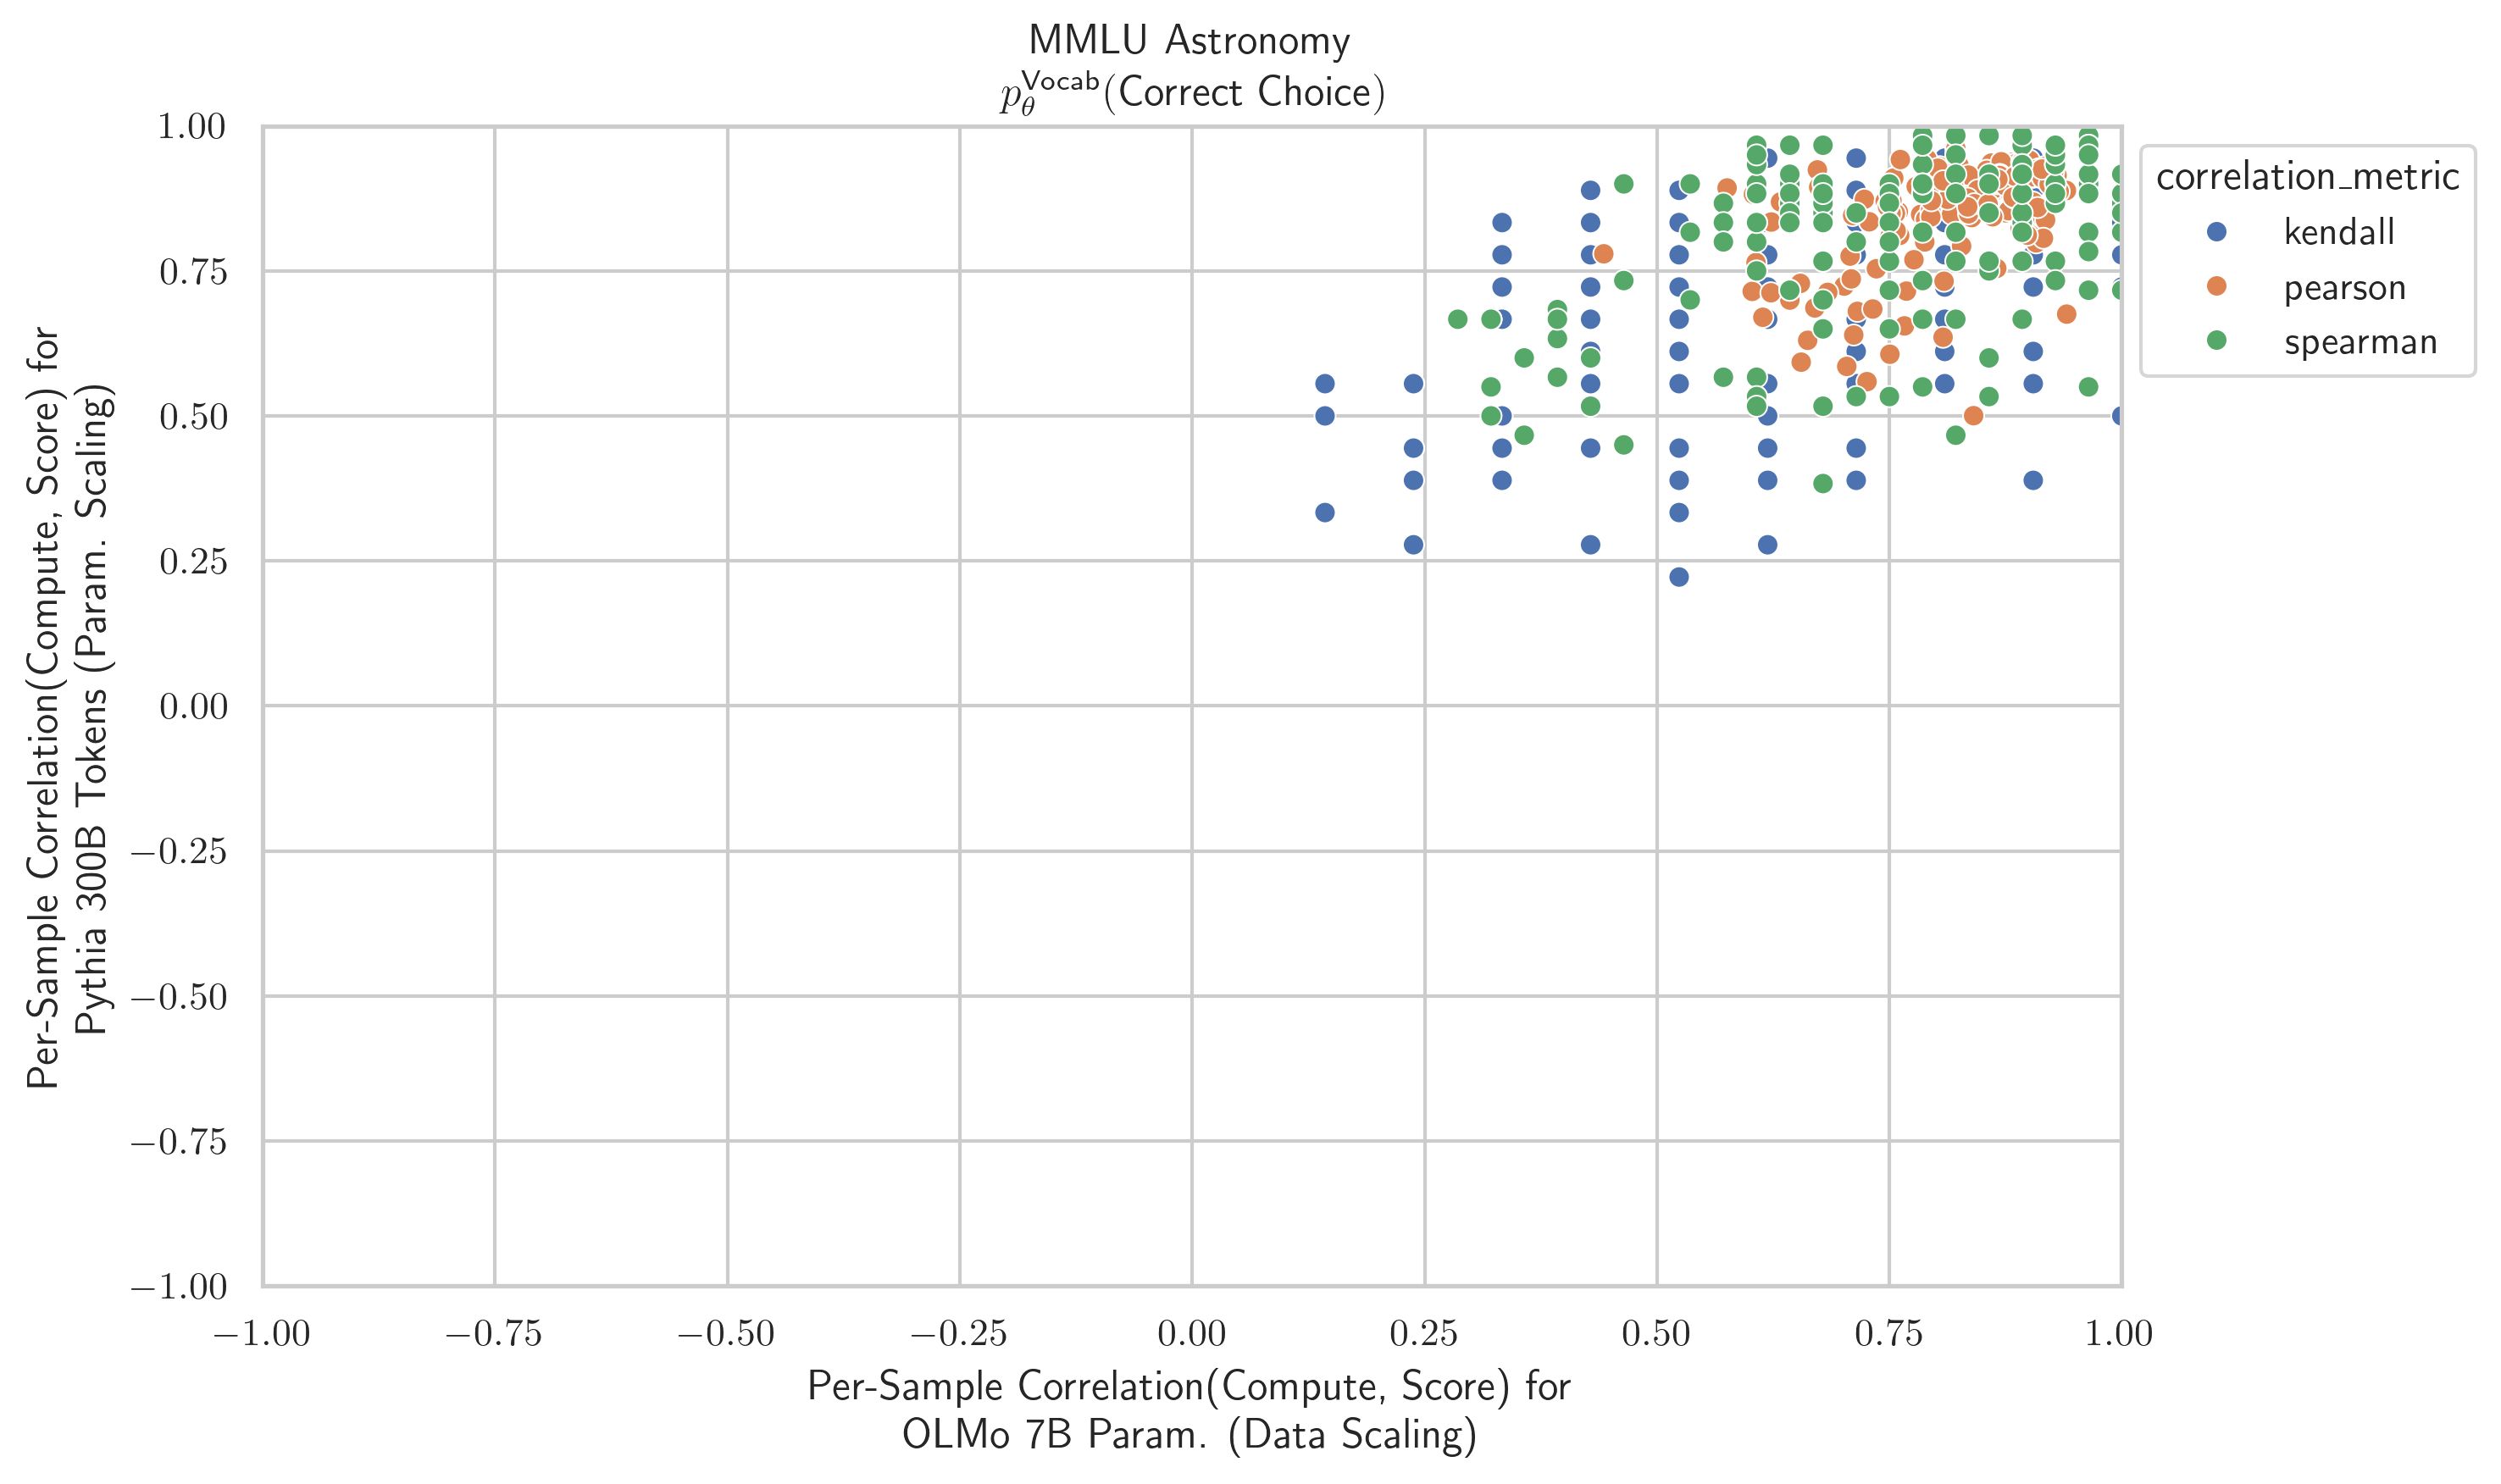 MMLU Astronomy
p_θ^Vocab(Correct Choice)
Per-Sample Correlation(Compute, Score) for
Pythia 300B Tokens (Param. Scaling)
1.00
0.75
0.50
0.25
0.00
−0.25
−0.50
−0.75
−1.00
−1.00 −0.75 −0.50 −0.25 0.00 0.25 0.50 0.75 1.00
Per-Sample Correlation(Compute, Score) for
OLMo 7B Param. (Data Scaling)
correlation_metric
kendall
pearson
spearman